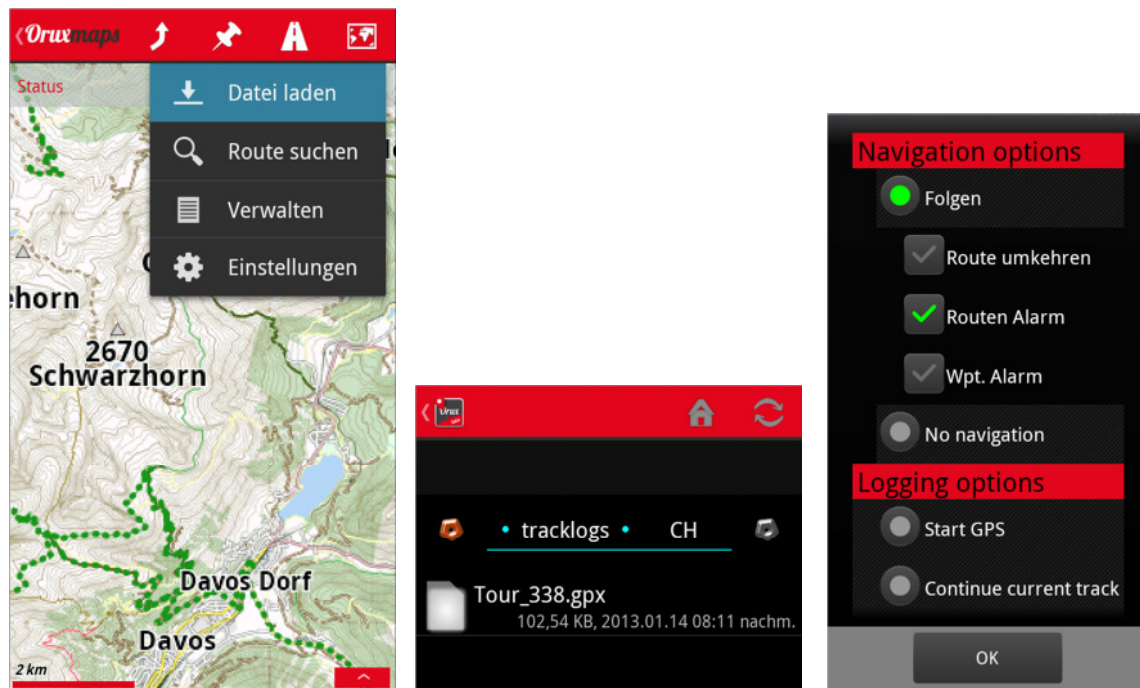 Oruxmaps
Status
Datei laden
Route suchen
Verwalten
Einstellungen
horn
2670
Schwarzhorn
Davos Dorf
Davos
2 km
Orux
• tracklogs • CH
Tour_338.gpx
102,54 KB, 2013.01.14 08:11 nachm.
Navigation options
Folgen
Route umkehren
Routen Alarm
Wpt. Alarm
No navigation
Logging options
Start GPS
Continue current track
OK